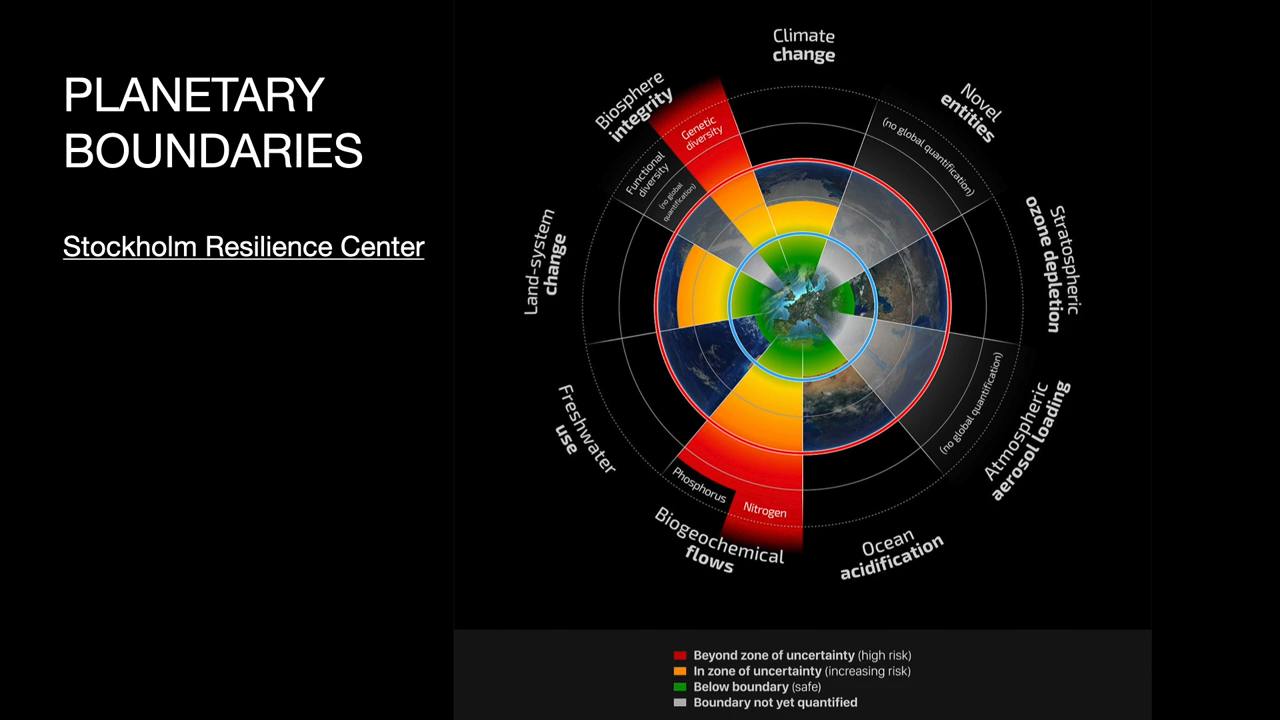 PLANETARY
BOUNDARIES
Stockholm Resilience Center
Climate
change
Novel
entities
(no global quantification)
Stratospheric
ozone depletion
Atmospheric
aerosol loading
(no global quantification)
Ocean
acidification
Biogeochemical
flows
Phosphorus
Nitrogen
Freshwater
use
Land-system
change
Biosphere
integrity
Genetic
diversity
Functional
diversity
(no global
quantification)
Beyond zone of uncertainty (high risk)
In zone of uncertainty (increasing risk)
Below boundary (safe)
Boundary not yet quantified